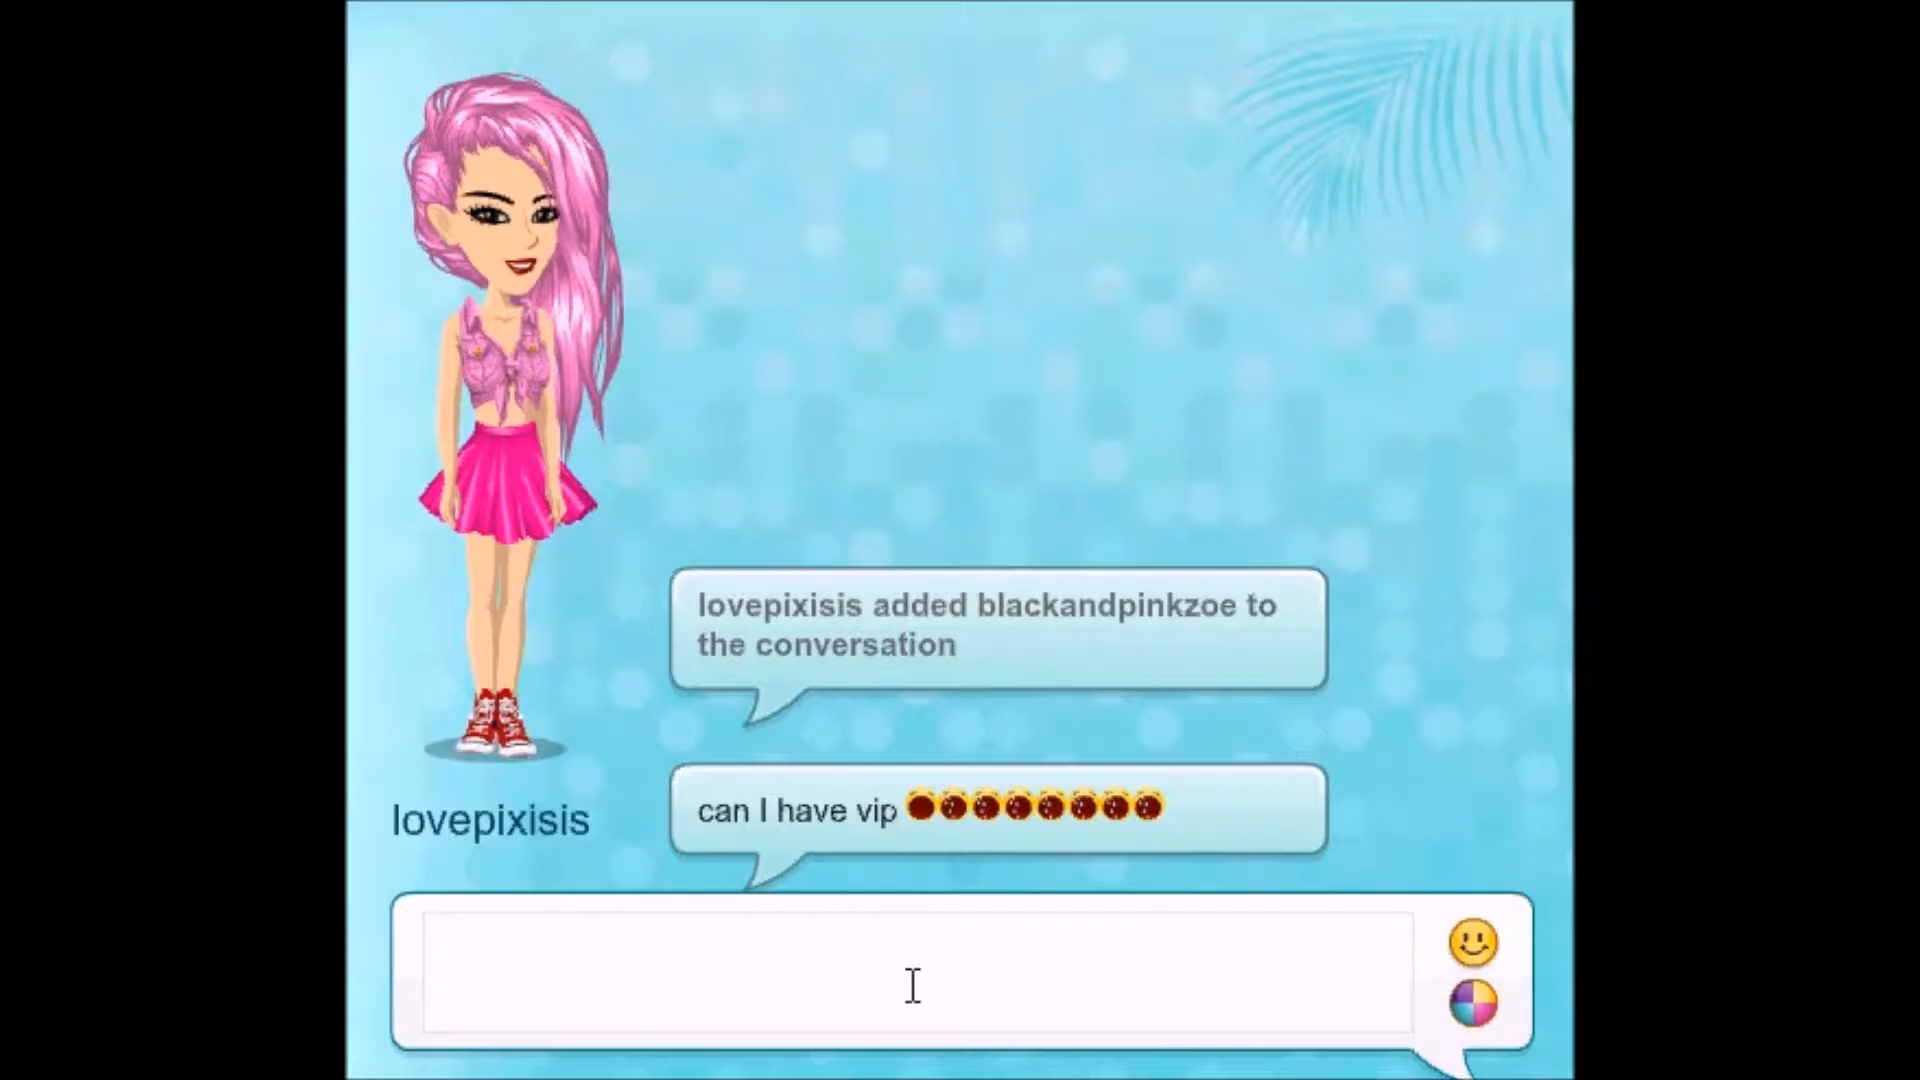 lovepixisis added blackandpinkzoe to
the conversation
can I have vip
lovepixisis